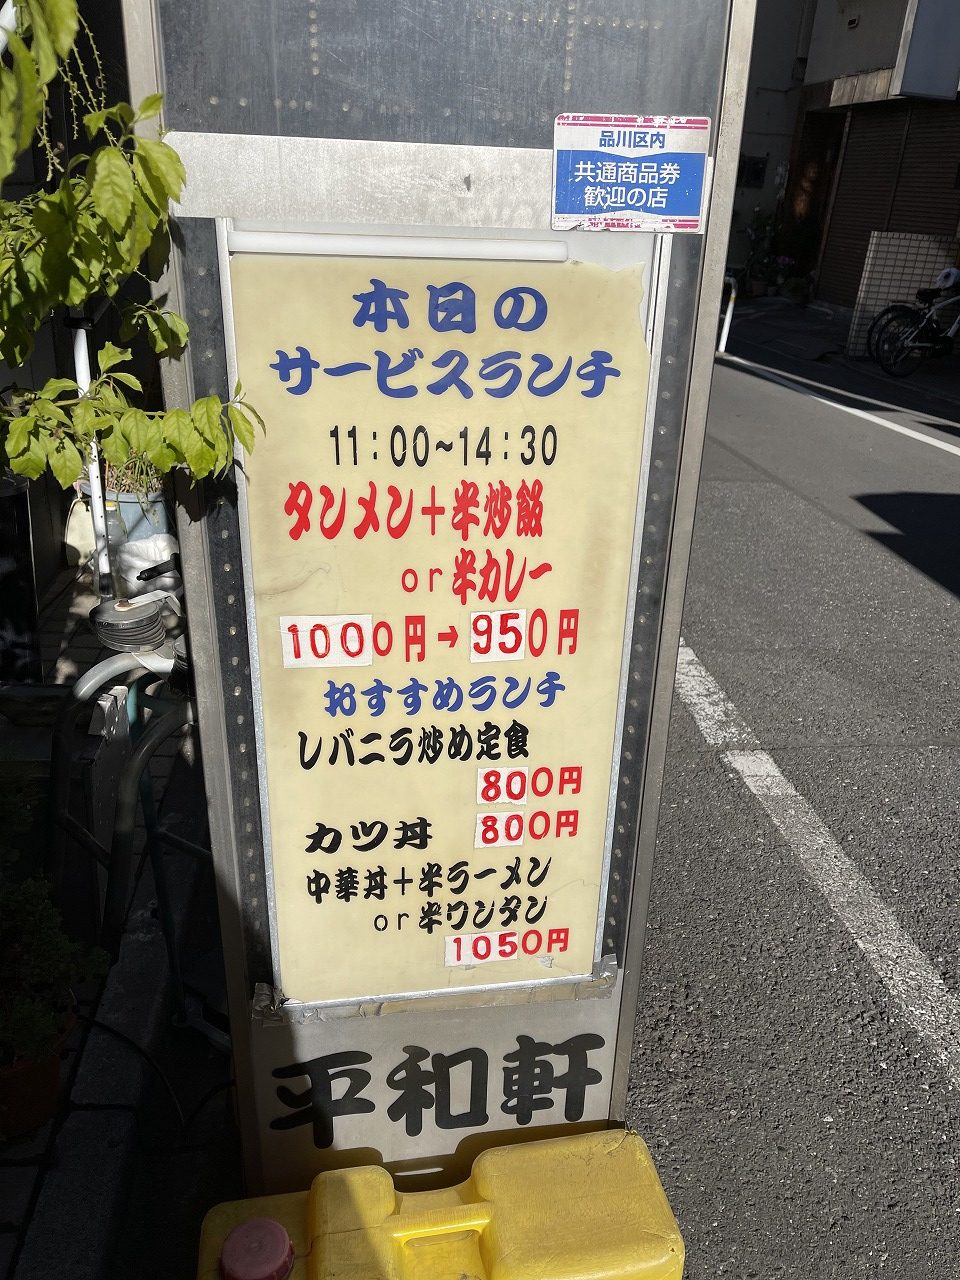 品川区内
共通商品券
歓迎の店
本日の
サービスランチ
11:00~14:30
タンメン+半炒飯
or半カレー
1000円→950円
おすすめランチ
レバニラ炒め定食
800円
カツ丼 800円
中華丼+半ラーメン
or半ワンタン
1050円
平和軒